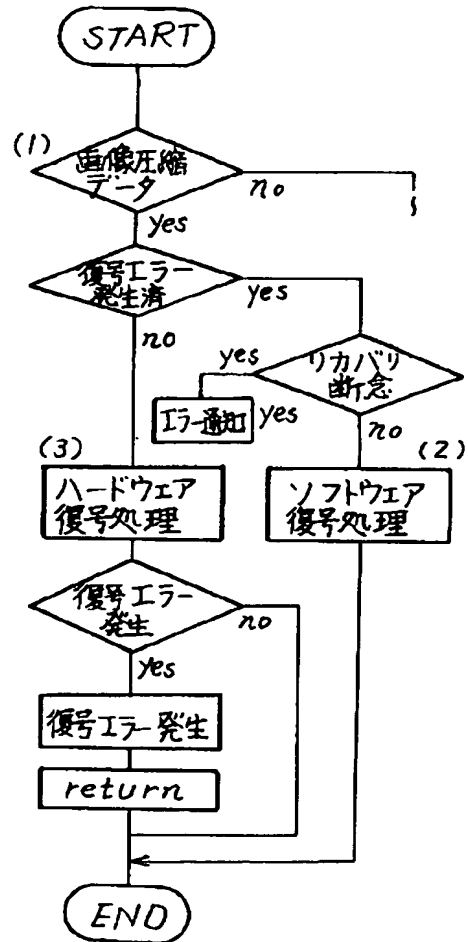 START
(1)
画像圧縮
データ
no
yes
復号エラー
発生済
yes
no
リカバリ
断念
yes
エラー通知
yes
no
(3)
(2)
ハードウェア
復号処理
ソフトウェア
復号処理
復号エラー
発生
no
yes
復号エラー発生
return
END